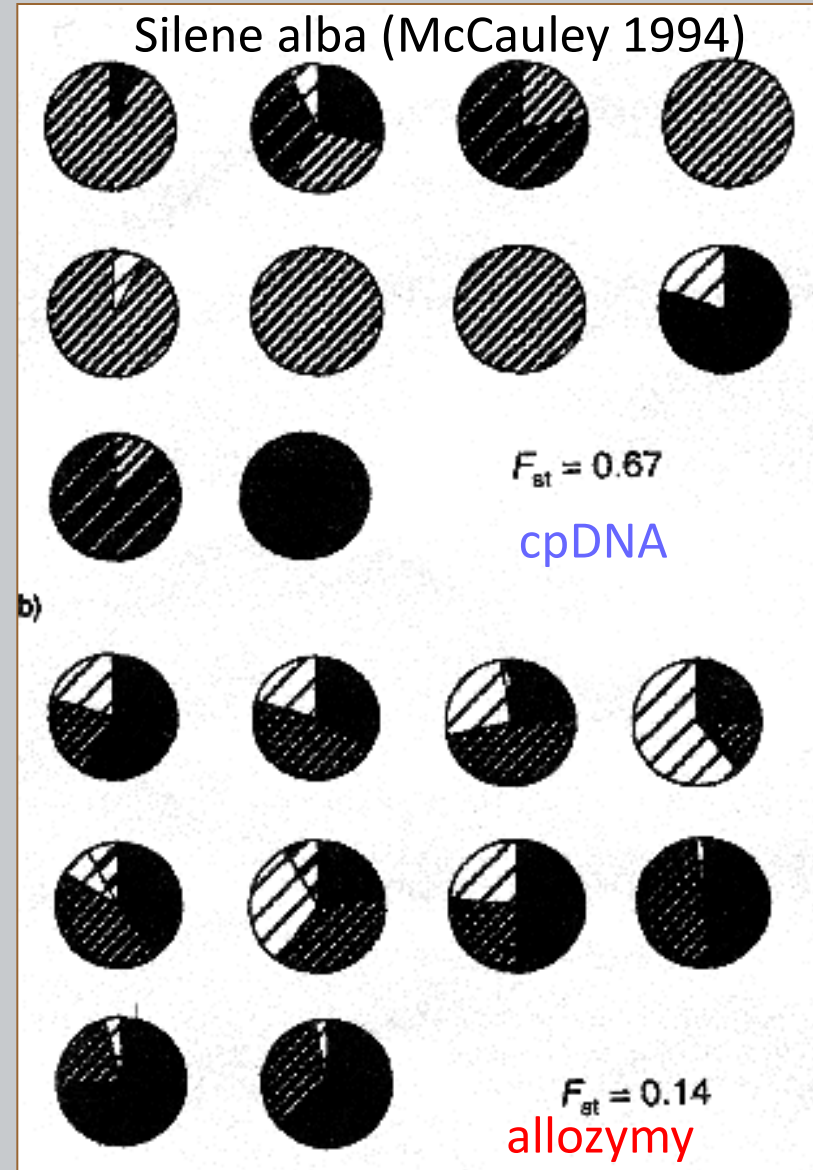 Silene alba (McCauley 1994)
Fst = 0.67
cpDNA
b)
Fst = 0.14
allozymy